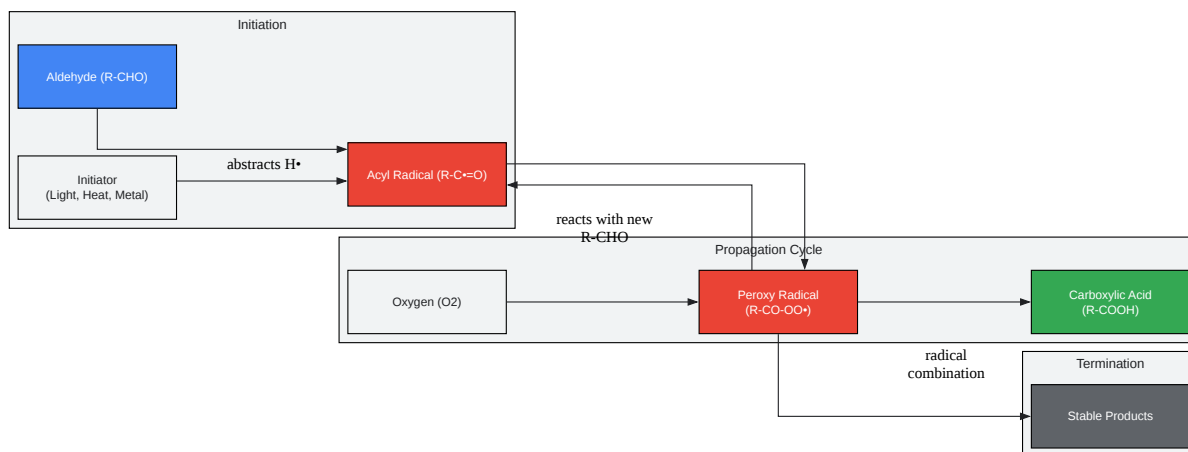 Initiation
Aldehyde (R-CHO)
Initiator
(Light, Heat, Metal)
abstracts H•
Acyl Radical (R-C•=O)
reacts with new
R-CHO
Propagation Cycle
Oxygen (O2)
Peroxy Radical
(R-CO-OO•)
Carboxylic Acid
(R-COOH)
radical
combination
Termination
Stable Products